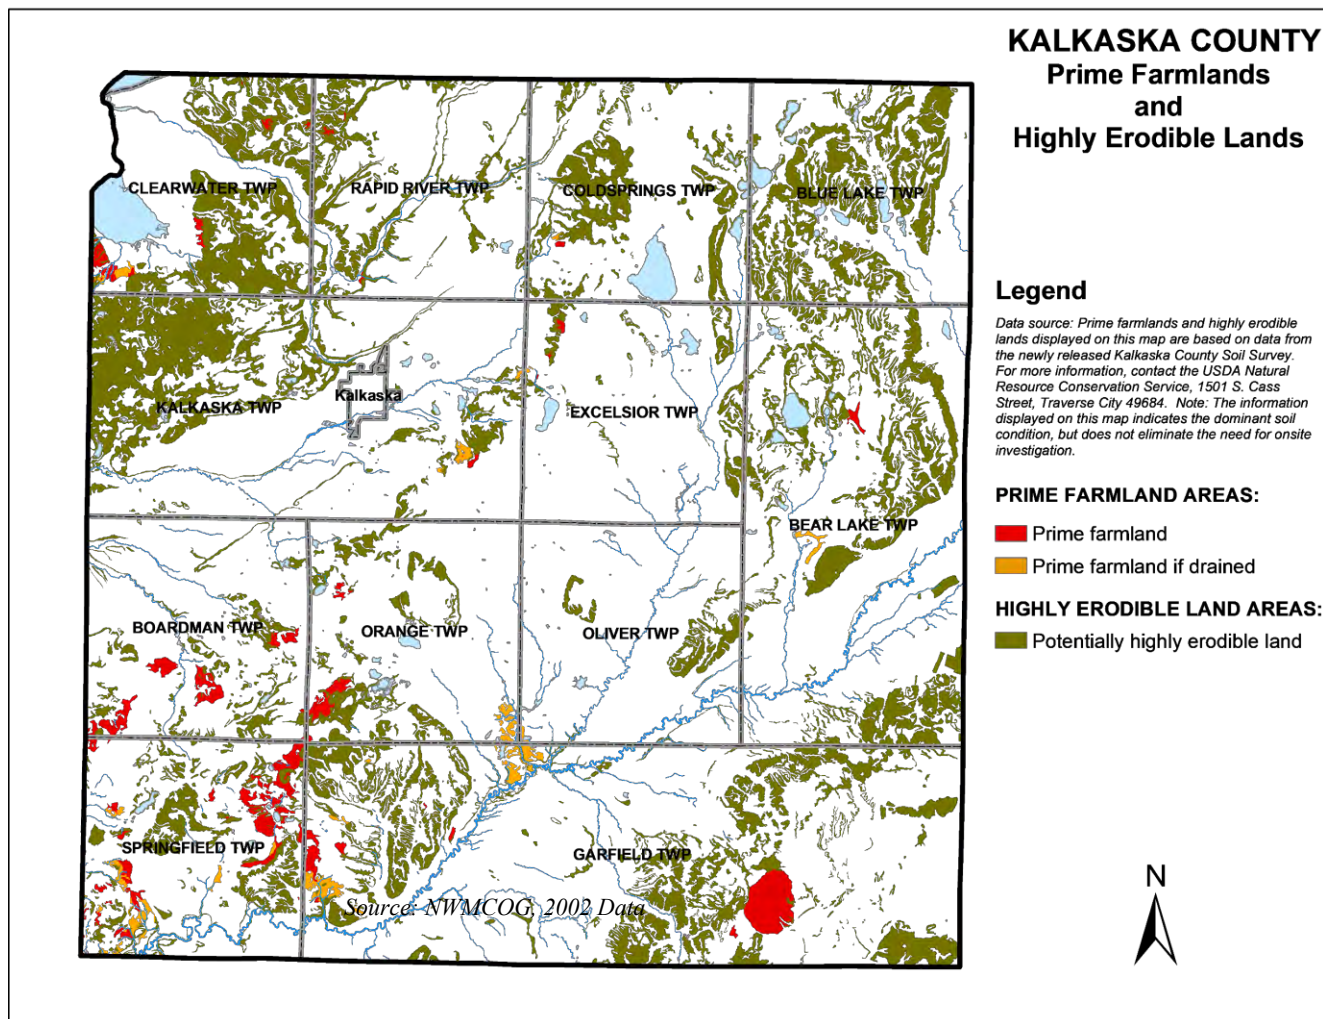 KALKASKA COUNTY
Prime Farmlands
and
Highly Erodible Lands
CLEARWATER TWP
RAPID RIVER TWP
COLDSPRINGS TWP
BLUE LAKE TWP
Legend
Data source: Prime farmlands and highly erodible
lands displayed on this map are based on data from
the newly released Kalkaska County Soil Survey.
For more information, contact the USDA Natural
Resource Conservation Service, 1501 S. Cass
Street, Traverse City 49684. Note: The information
displayed on this map indicates the dominant soil
condition, but does not eliminate the need for onsite
investigation.
KALKASKA TWP
Kalkaska
EXCELSIOR TWP
BEAR LAKE TWP
PRIME FARMLAND AREAS:
Prime farmland
Prime farmland if drained
HIGHLY ERODIBLE LAND AREAS:
Potentially highly erodible land
BOARDMAN TWP
ORANGE TWP
OLIVER TWP
SPRINGFIELD TWP
GARFIELD TWP
Source: NWMCOG, 2002 Data
N